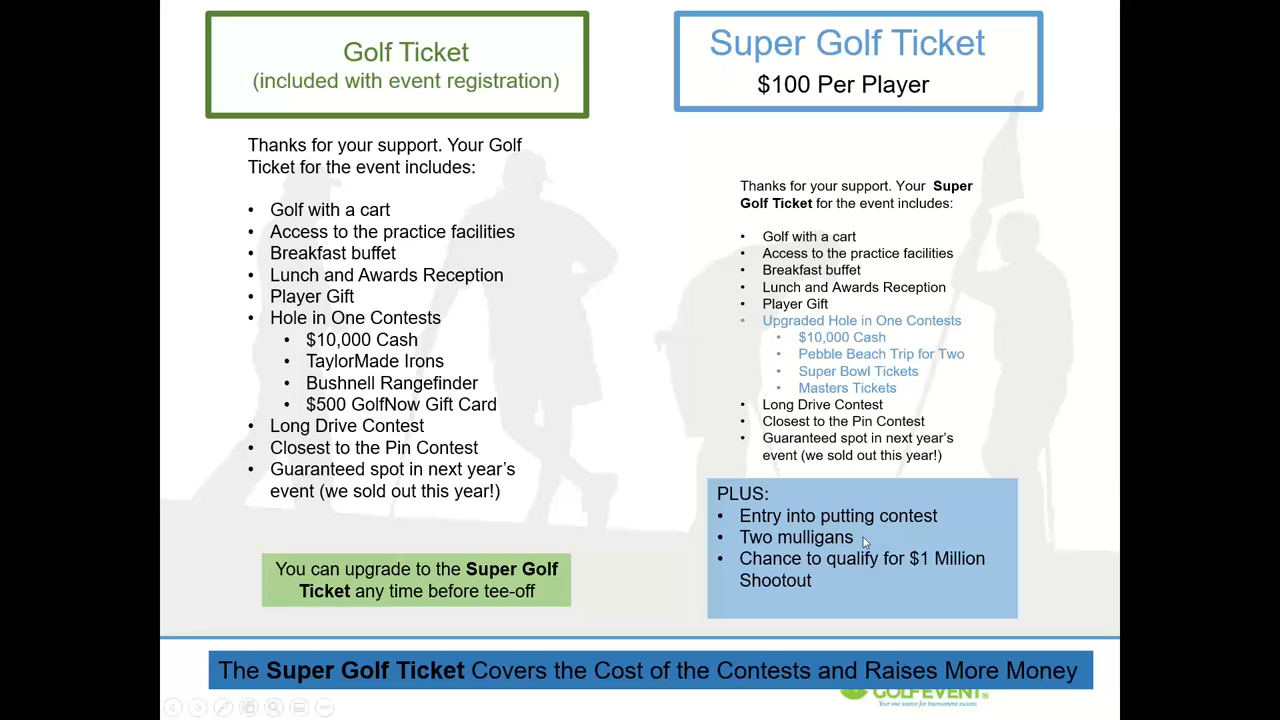 Golf Ticket
(included with event registration)
Thanks for your support. Your Golf
Ticket for the event includes:
• Golf with a cart
• Access to the practice facilities
• Breakfast buffet
• Lunch and Awards Reception
• Player Gift
• Hole in One Contests
• $10,000 Cash
• TaylorMade Irons
• Bushnell Rangefinder
• $500 GolfNow Gift Card
• Long Drive Contest
• Closest to the Pin Contest
• Guaranteed spot in next year's
event (we sold out this year!)
You can upgrade to the Super Golf
Ticket any time before tee-off
Super Golf Ticket
$100 Per Player
Thanks for your support. Your Super
Golf Ticket for the event includes:
• Golf with a cart
• Access to the practice facilities
• Breakfast buffet
• Lunch and Awards Reception
• Player Gift
• Upgraded Hole in One Contests
• $10,000 Cash
• Pebble Beach Trip for Two
• Super Bowl Tickets
• Masters Tickets
• Long Drive Contest
• Closest to the Pin Contest
• Guaranteed spot in next year's
event (we sold out this year!)
PLUS:
• Entry into putting contest
• Two mulligans
• Chance to qualify for $1 Million
Shootout
The Super Golf Ticket Covers the Cost of the Contests and Raises More Money
GOLFEVENT
Your one source for tournament success